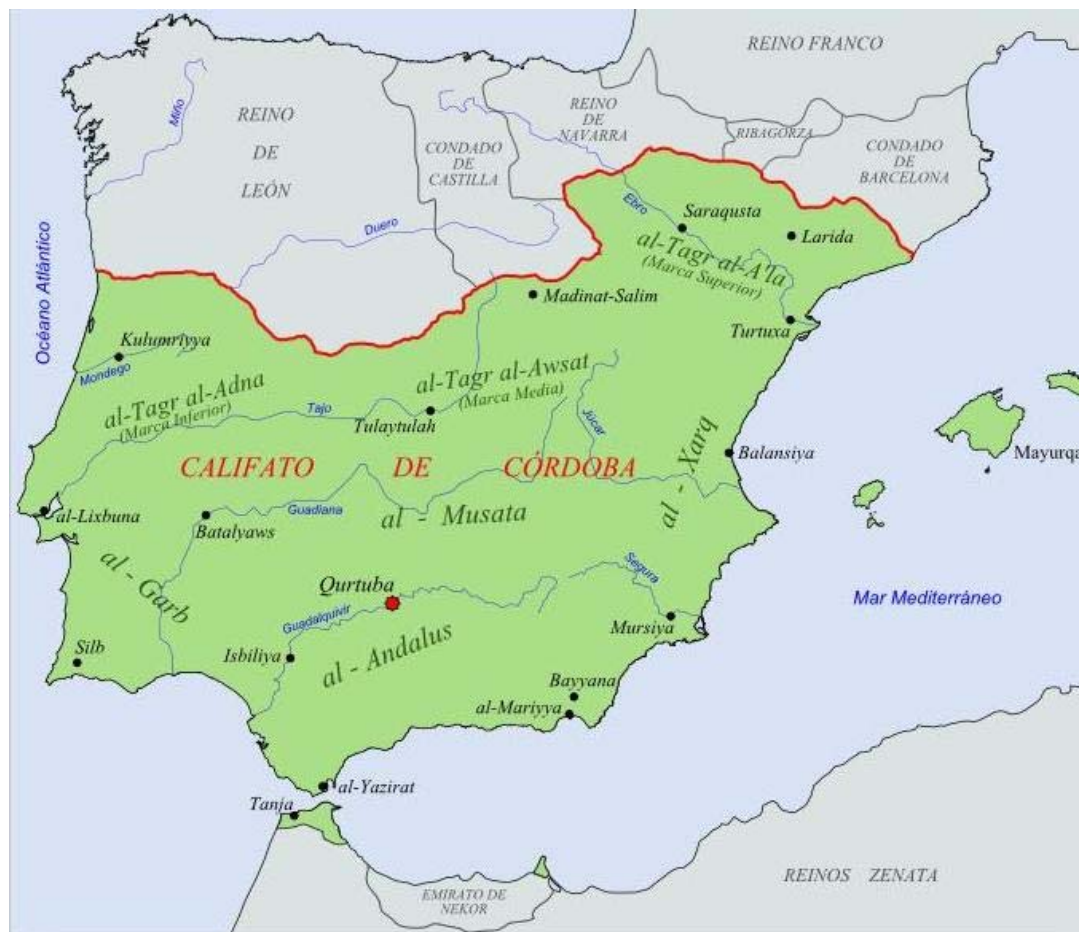 REINO FRANCO
REINO
DE
LEÓN
Miño
CONDADO
DE
CASTILLA
REINO
DE
NAVARRA
RIBAGORZA
CONDADO
DE
BARCELONA
Duero
Ebro
Saraqusta
Larida
al-Tagr al-A'la
(Marca Superior)
Océano Atlántico
Madinat-Salim
Turtuxa
Kulumriyya
Mondego
al-Tagr al-Adna
(Marca Inferior)
al-Tagr al-Awsat
(Marca Media)
Tajo
Tulaytulah
Júcar
al - Xarq
Balansiya
Mayurqa
CALIFATO DE CÓRDOBA
al-Lixbuna
Batalyaws
Guadiana
al - Musata
al - Garb
Qurtuba
Guadalquivir
Segura
Mar Mediterráneo
Mursiya
Silb
Isbiliya
al - Andalus
Bayyana
al-Mariyya
al-Yazirat
Tanja
EMIRATO DE
NEKOR
REINOS ZENATA